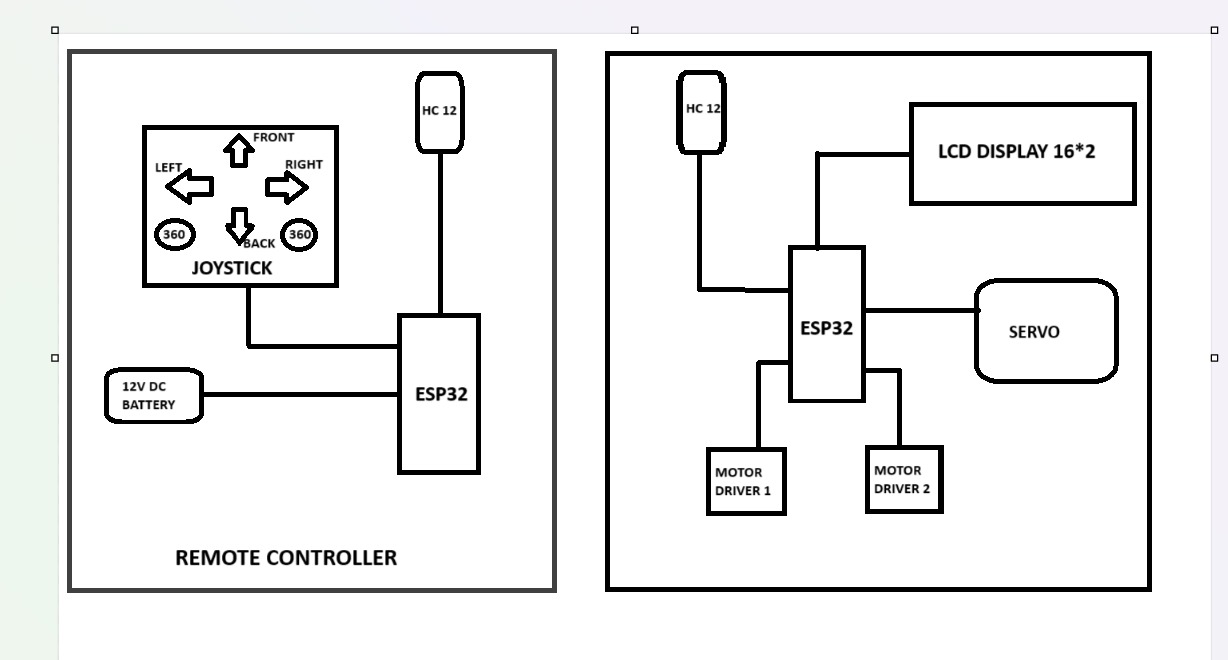 HC 12
FRONT
LEFT
RIGHT
360
BACK
360
JOYSTICK
12V DC
BATTERY
ESP32
REMOTE CONTROLLER
HC 12
LCD DISPLAY 16*2
ESP32
SERVO
MOTOR
DRIVER 1
MOTOR
DRIVER 2